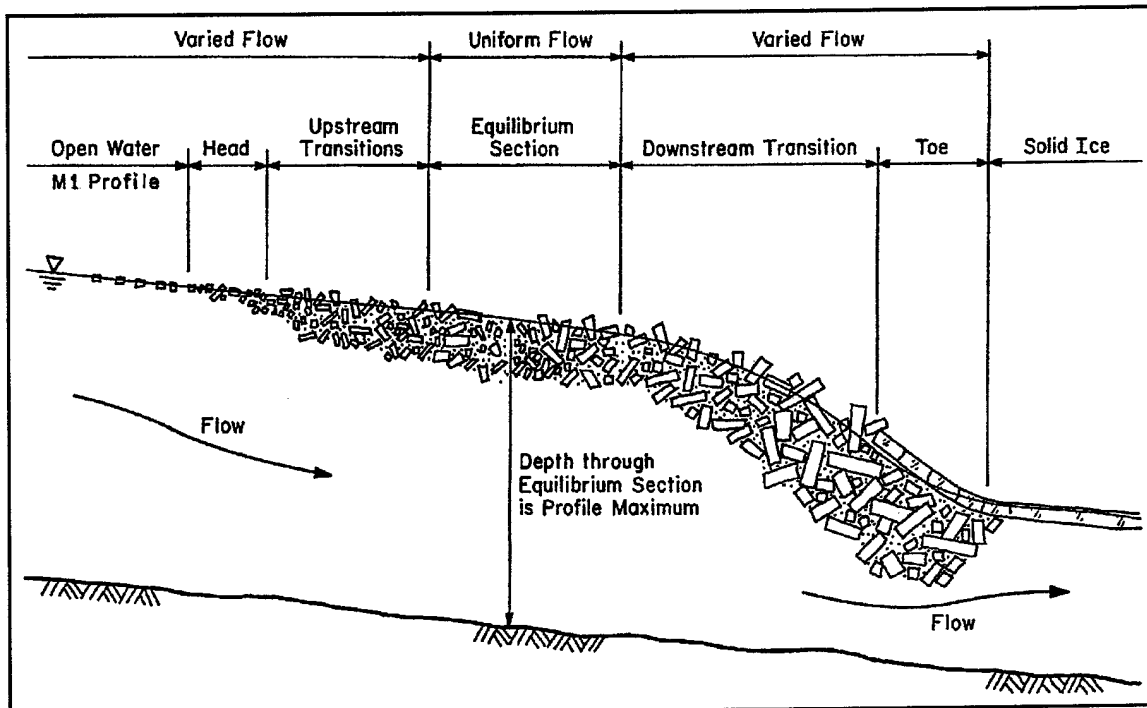 Varied Flow
Uniform Flow
Varied Flow
Open Water
M1 Profile
Head
Upstream
Transitions
Equilibrium
Section
Downstream Transition
Toe
Solid Ice
Flow
Depth through
Equilibrium Section
is Profile Maximum
Flow